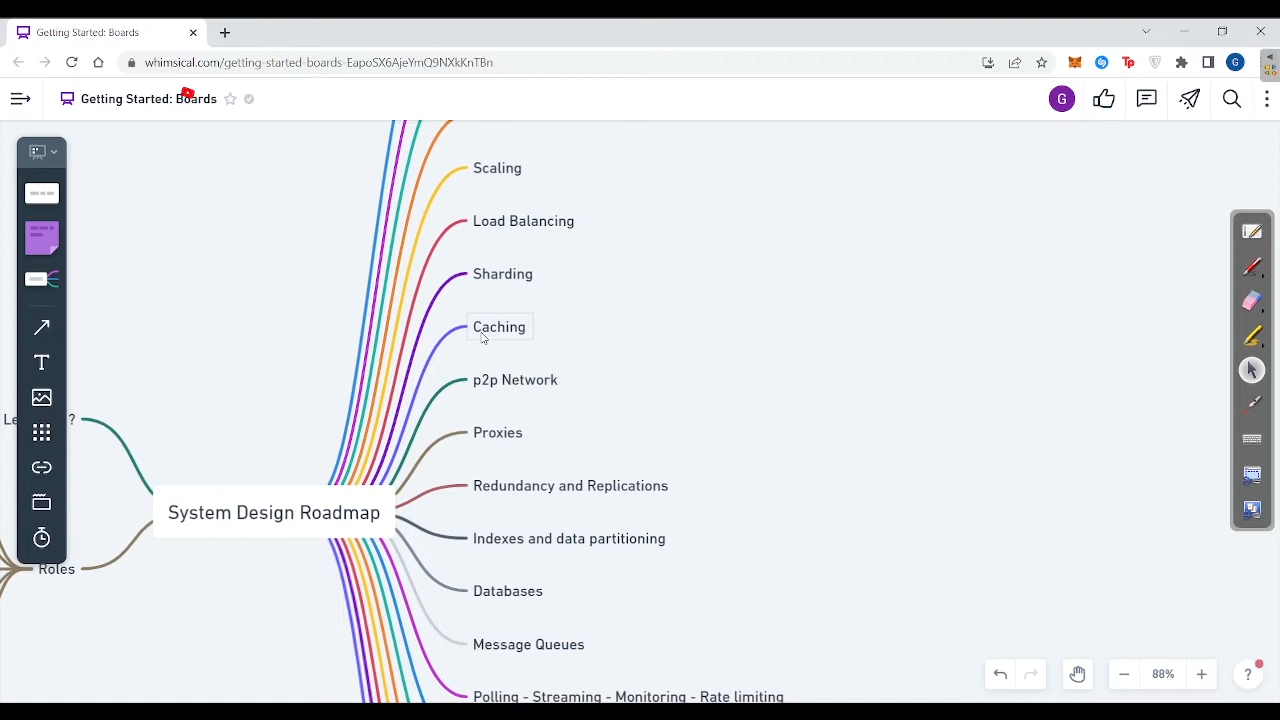 Getting Started: Boards
whimsical.com/getting-started-boards-EapoSX6AjeYmQ9NXkKnTBn
G
Getting Started: Boards
G
Scaling
Load Balancing
Sharding
Caching
p2p Network
Proxies
Redundancy and Replications
Indexes and data partitioning
Databases
Message Queues
Polling - Streaming - Monitoring - Rate limiting
Le
?
System Design Roadmap
Roles
88%
?